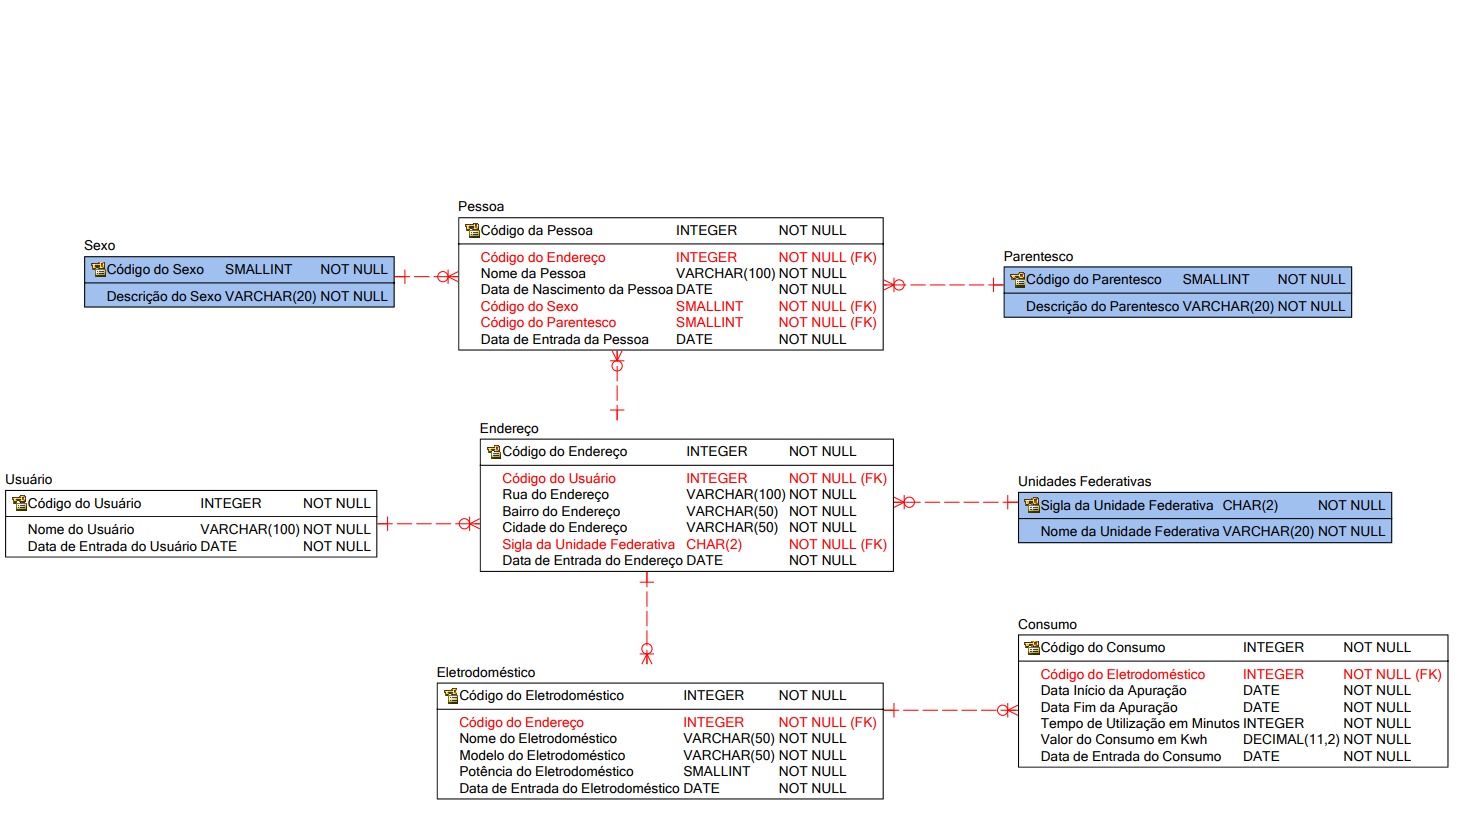 Pessoa
Código da Pessoa INTEGER NOT NULL
Código do Endereço INTEGER NOT NULL (FK)
Nome da Pessoa VARCHAR(100) NOT NULL
Data de Nascimento da Pessoa DATE NOT NULL
Código do Sexo SMALLINT NOT NULL (FK)
Código do Parentesco SMALLINT NOT NULL (FK)
Data de Entrada da Pessoa DATE NOT NULL
Sexo
Código do Sexo SMALLINT NOT NULL
Descrição do Sexo VARCHAR(20) NOT NULL
Parentesco
Código do Parentesco SMALLINT NOT NULL
Descrição do Parentesco VARCHAR(20) NOT NULL
Endereço
Código do Endereço INTEGER NOT NULL
Código do Usuário INTEGER NOT NULL (FK)
Rua do Endereço VARCHAR(100) NOT NULL
Bairro do Endereço VARCHAR(50) NOT NULL
Cidade do Endereço VARCHAR(50) NOT NULL
Sigla da Unidade Federativa CHAR(2) NOT NULL (FK)
Data de Entrada do Endereço DATE NOT NULL
Usuário
Código do Usuário INTEGER NOT NULL
Nome do Usuário VARCHAR(100) NOT NULL
Data de Entrada do Usuário DATE NOT NULL
Unidades Federativas
Sigla da Unidade Federativa CHAR(2) NOT NULL
Nome da Unidade Federativa VARCHAR(20) NOT NULL
Eletrodoméstico
Código do Eletrodoméstico INTEGER NOT NULL
Código do Endereço INTEGER NOT NULL (FK)
Nome do Eletrodoméstico VARCHAR(50) NOT NULL
Modelo do Eletrodoméstico VARCHAR(50) NOT NULL
Potência do Eletrodoméstico SMALLINT NOT NULL
Data de Entrada do Eletrodoméstico DATE NOT NULL
Consumo
Código do Consumo INTEGER NOT NULL
Código do Eletrodoméstico INTEGER NOT NULL (FK)
Data Início da Apuração DATE NOT NULL
Data Fim da Apuração DATE NOT NULL
Tempo de Utilização em Minutos INTEGER NOT NULL
Valor do Consumo em Kwh DECIMAL(11,2) NOT NULL
Data de Entrada do Consumo DATE NOT NULL